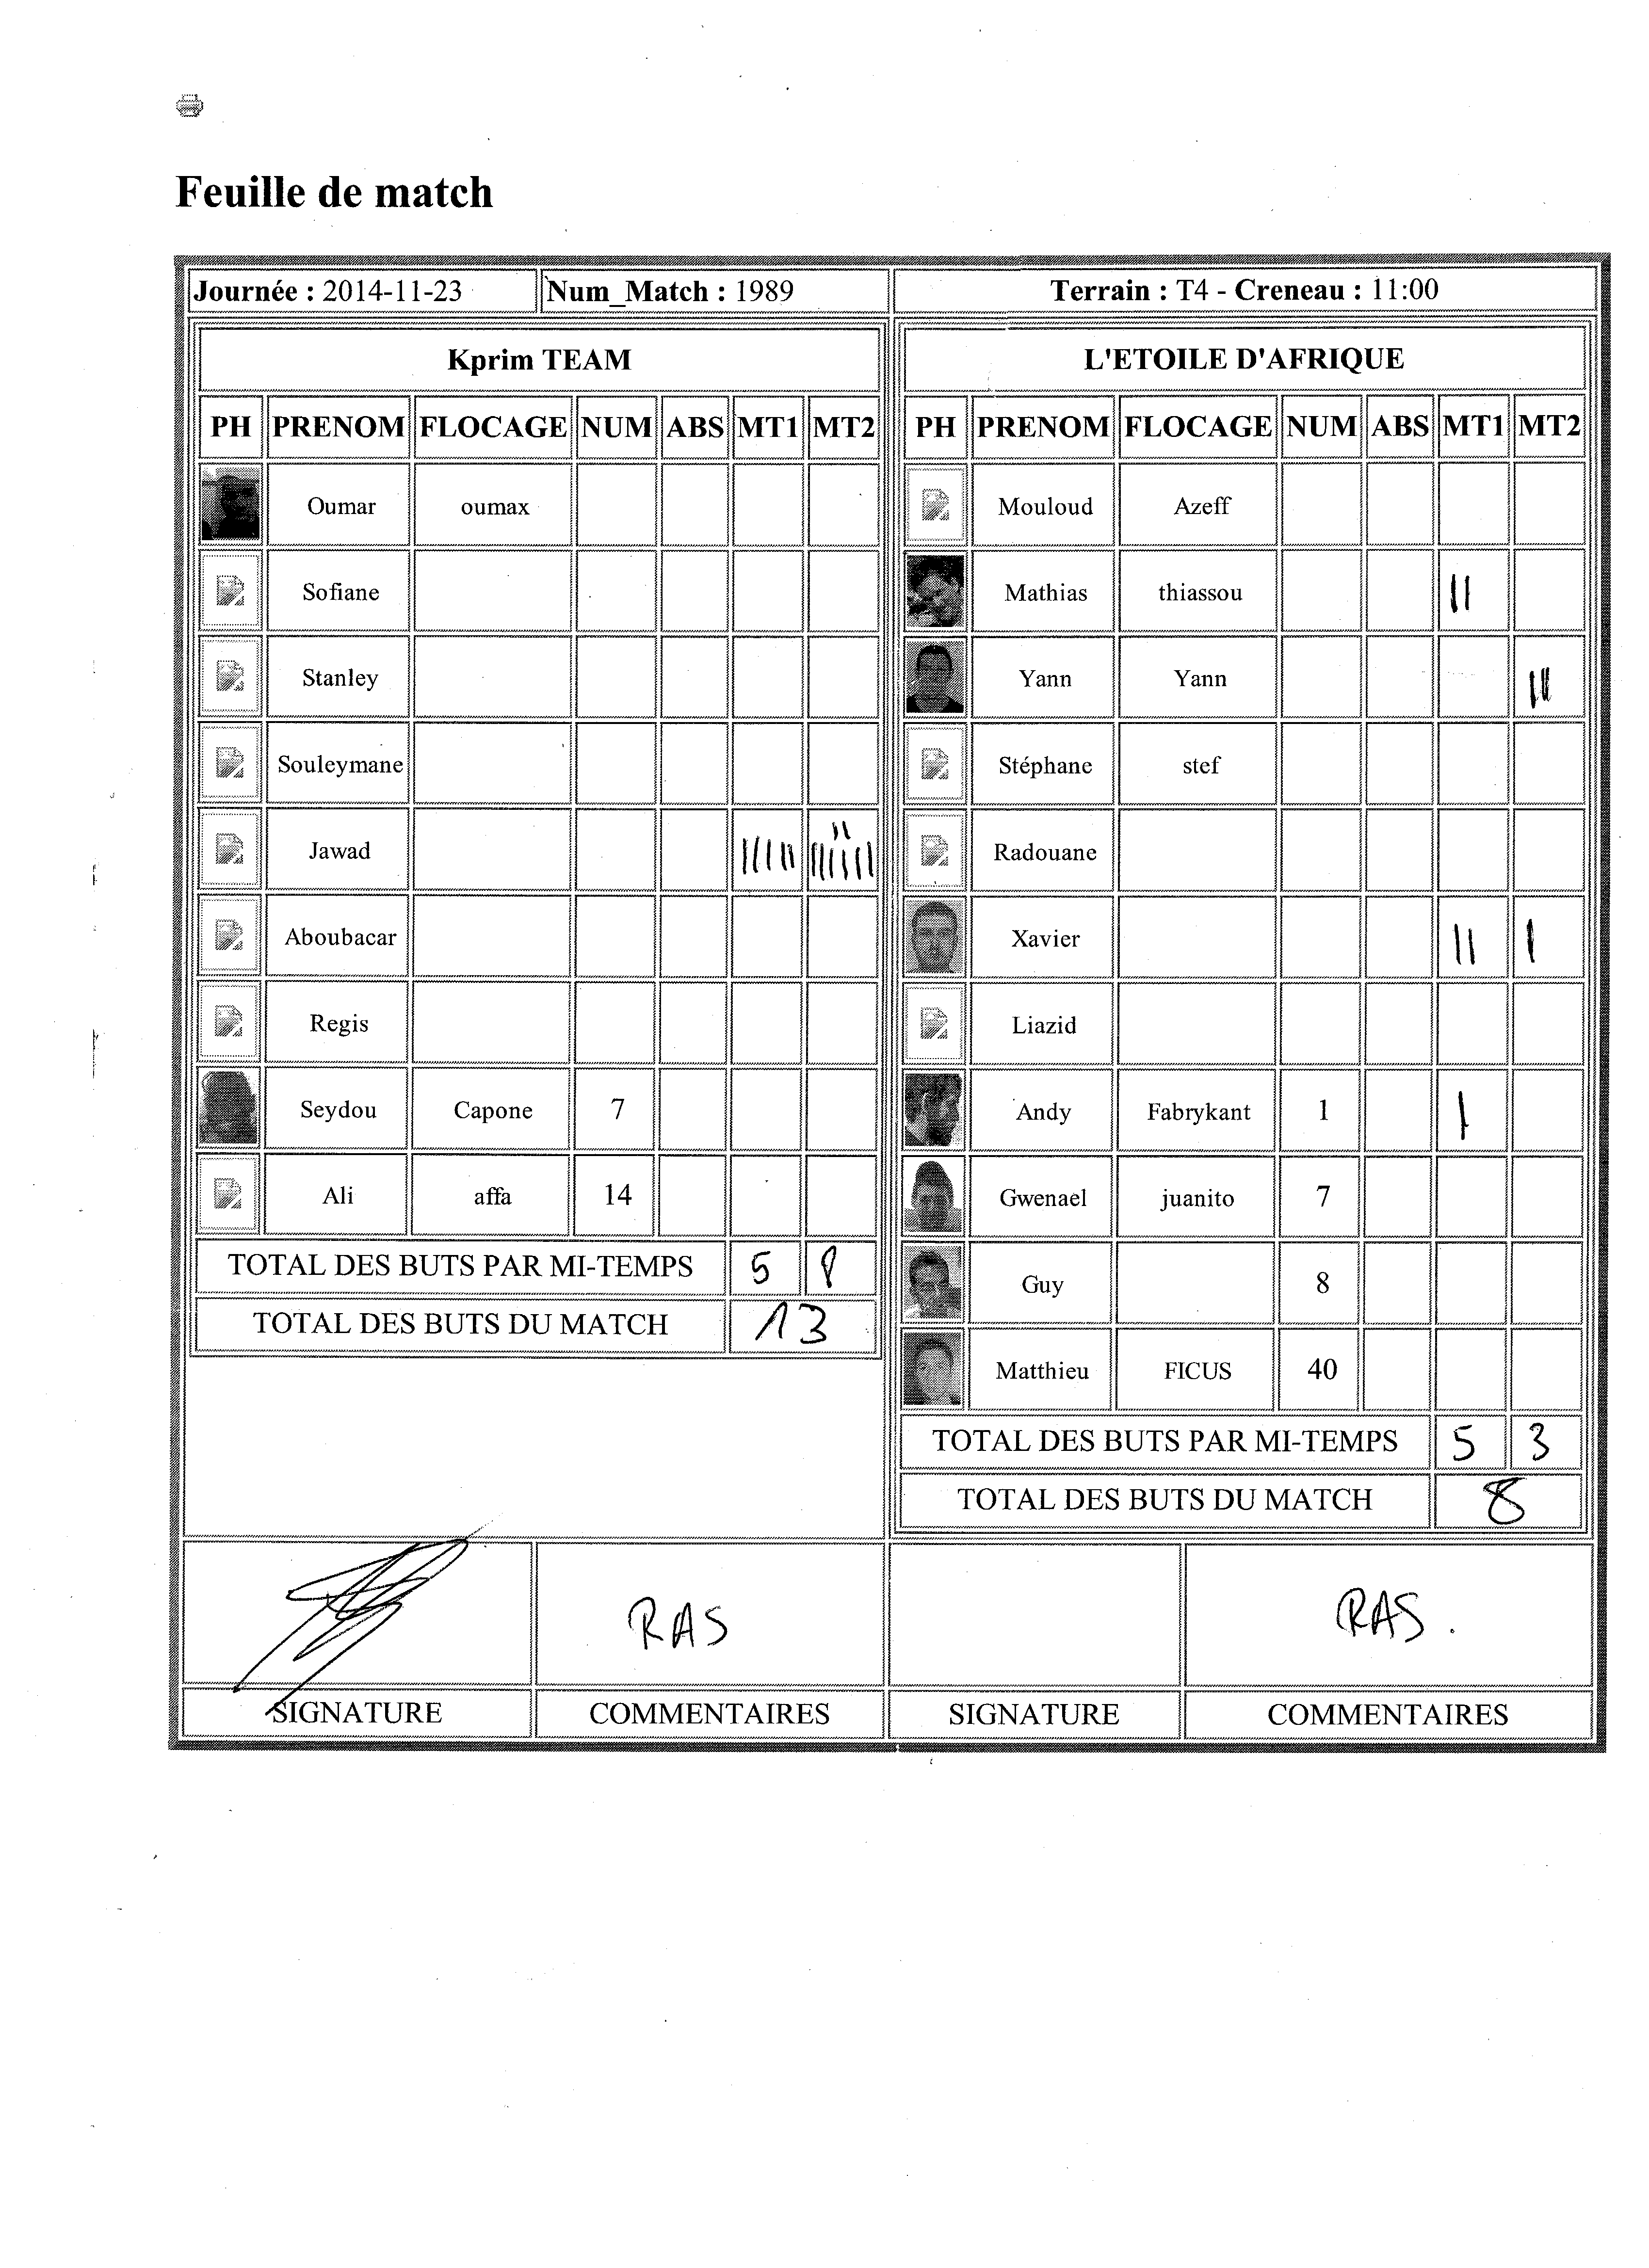 Feuille de match
Journée : 2014-11-23 Num_Match : 1989 Terrain : T4 - Creneau : 11:00
Kprim TEAM L'ETOILE D'AFRIQUE
PH PRENOM FLOCAGE NUM ABS MT1 MT2 PH PRENOM FLOCAGE NUM ABS MT1 MT2
Oumar oumax Mouloud Azeff
Sofiane Mathias thiassou ||
Stanley Yann Yann |||
Souleymane Stéphane stef
Jawad ||||| |||||||| Radouane
Aboubacar Xavier || |
Regis Liazid
Seydou Capone 7 Andy Fabrykant 1 |
Ali affa 14 Gwenael juanito 7
TOTAL DES BUTS PAR MI-TEMPS 5 8 Guy 8
TOTAL DES BUTS DU MATCH 13 Matthieu FICUS 40
TOTAL DES BUTS PAR MI-TEMPS 5 3
TOTAL DES BUTS DU MATCH 8
RAS RAS.
SIGNATURE COMMENTAIRES SIGNATURE COMMENTAIRES